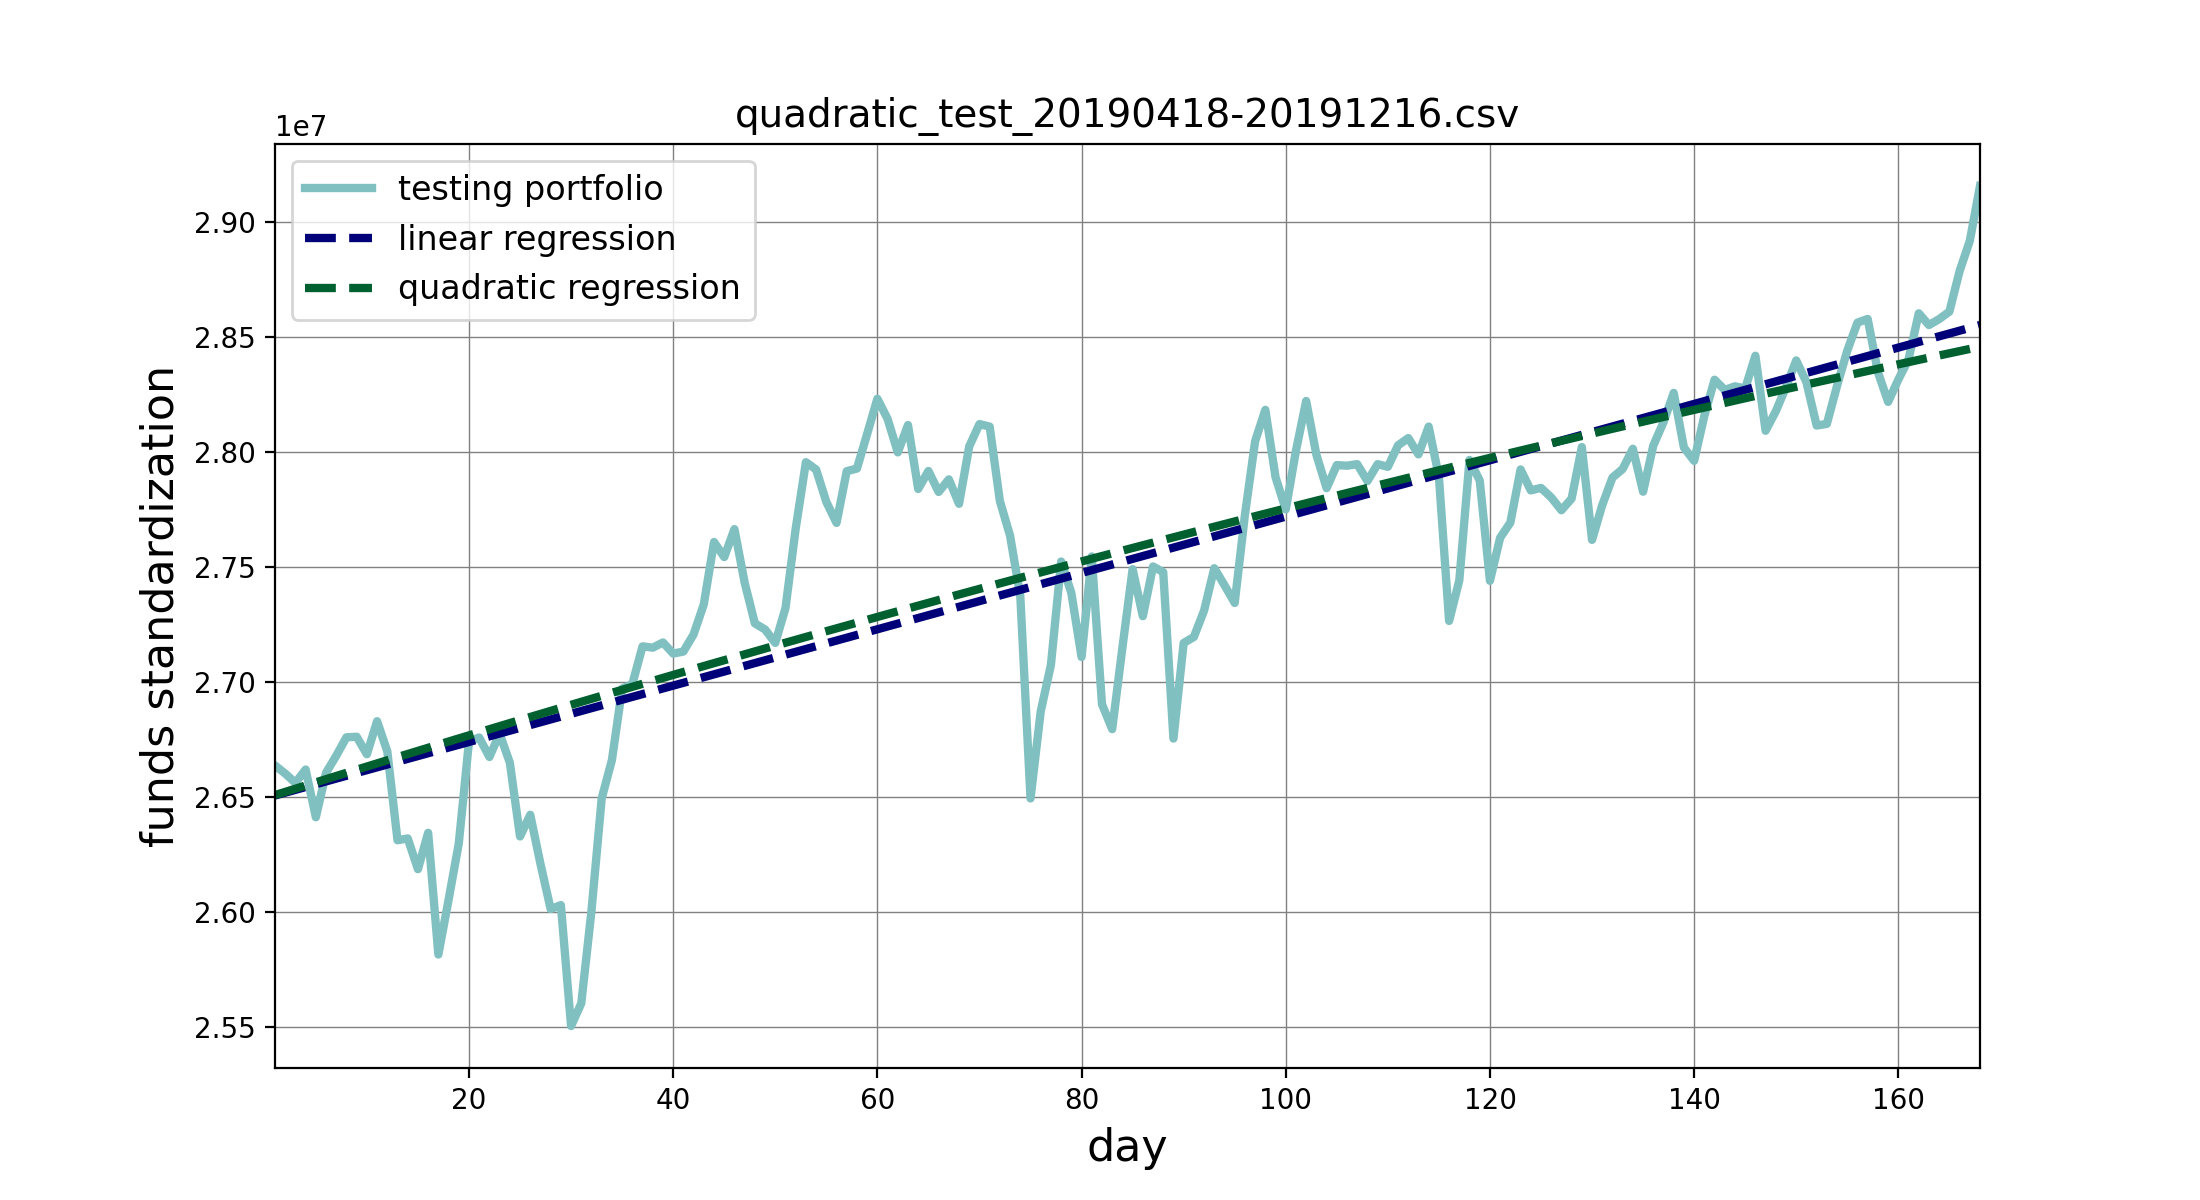 quadratic_test_20190418-20191216.csv
1e7
testing portfolio
linear regression
quadratic regression
2.90
2.85
2.80
2.75
2.70
2.65
2.60
2.55
funds standardization
20 40 60 80 100 120 140 160
day